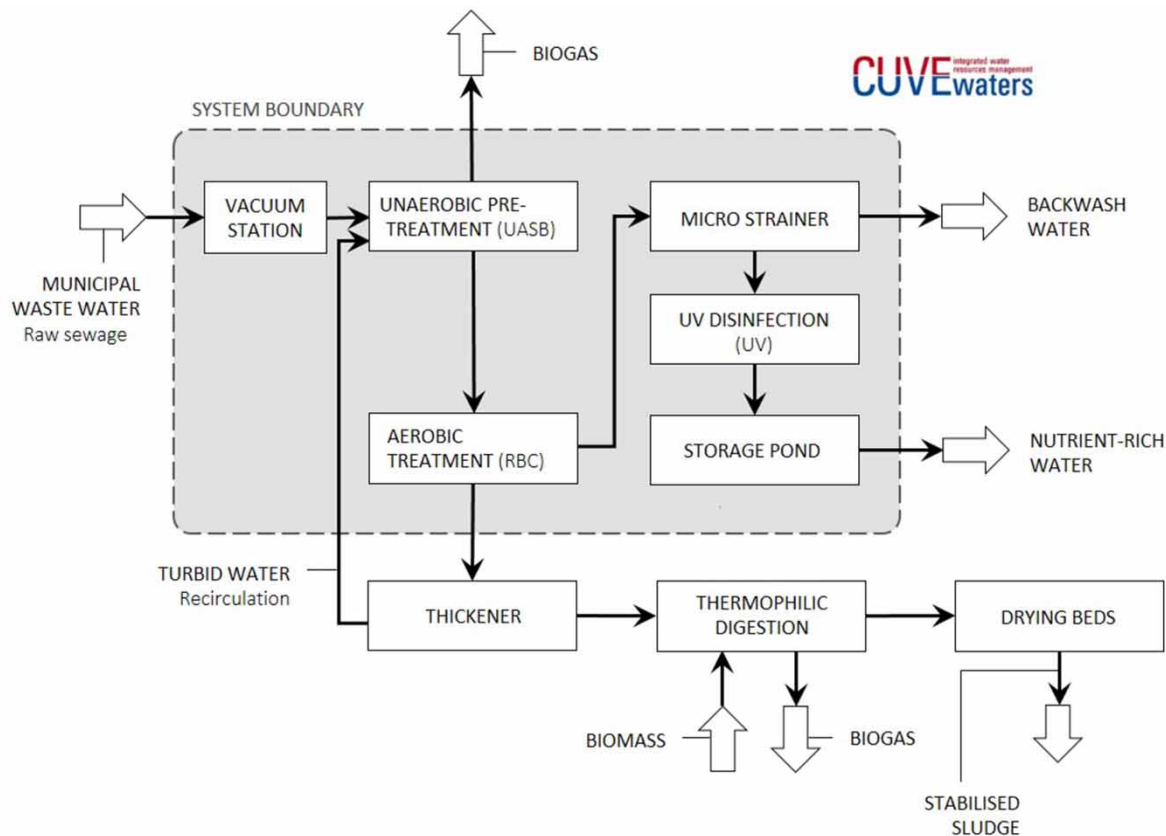 BIOGAS
CUVEwaters
integrated water
resources management
SYSTEM BOUNDARY
VACUUM
STATION
UNAEROBIC PRE-
TREATMENT (UASB)
MICRO STRAINER
BACKWASH
WATER
MUNICIPAL
WASTE WATER
Raw sewage
UV DISINFECTION
(UV)
AEROBIC
TREATMENT (RBC)
STORAGE POND
NUTRIENT-RICH
WATER
TURBID WATER
Recirculation
THICKENER
THERMOPHILIC
DIGESTION
DRYING BEDS
BIOMASS
BIOGAS
STABILISED
SLUDGE